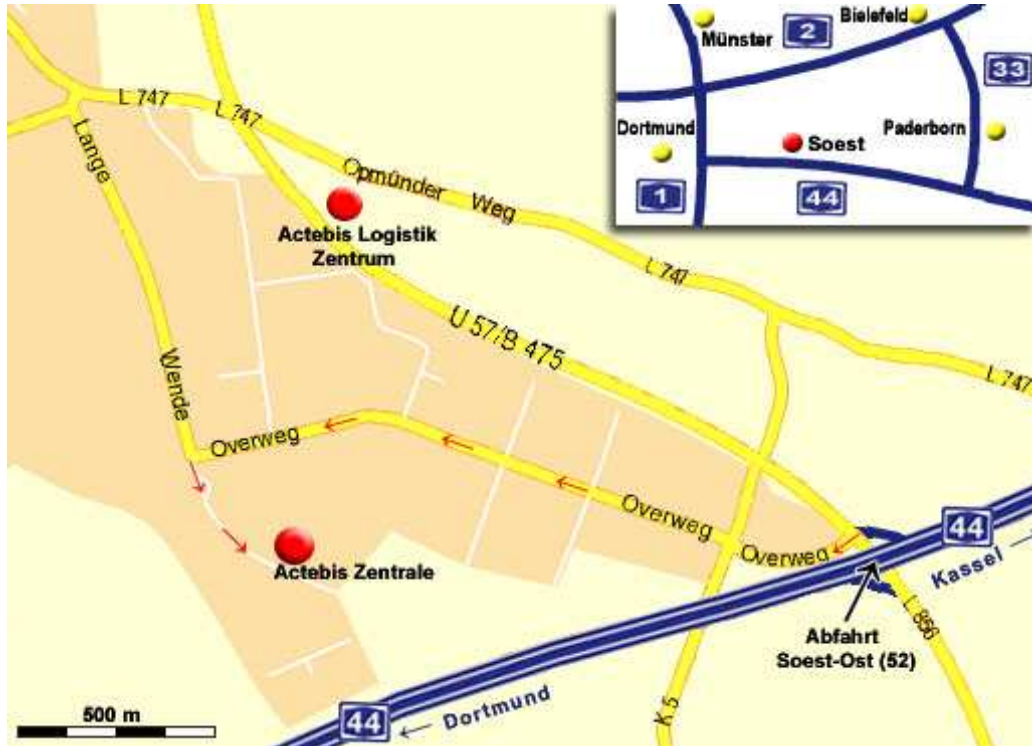 L 747
L 747
Opmünder Weg
L 747
L 747
Lange
Wende
Actebis Logistik
Zentrum
U 57/B 475
Overweg
Overweg
Overweg
Actebis Zentrale
44
Kassel →
L 856
Abfahrt
Soest-Ost (52)
K 5
44
← Dortmund
500 m
Münster
2
Bielefeld
33
Dortmund
Soest
Paderborn
1
44